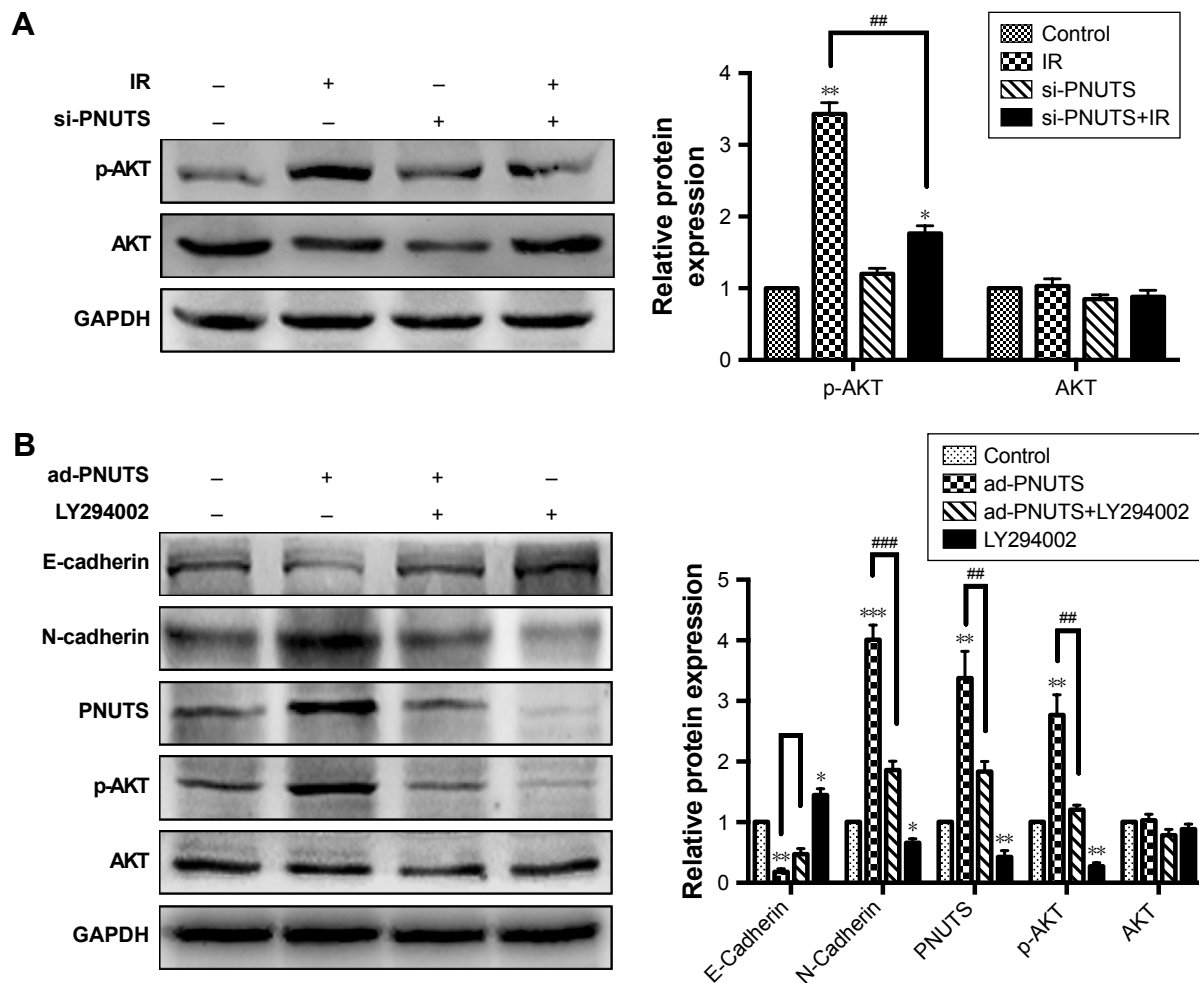 A
IR – + – +
si-PNUTS – – + +
p-AKT
AKT
GAPDH
Relative protein
expression
4
3
2
1
0
**
*
##
p-AKT AKT
Control
IR
si-PNUTS
si-PNUTS+IR
B
ad-PNUTS – + + –
LY294002 – – + +
E-cadherin
N-cadherin
PNUTS
p-AKT
AKT
GAPDH
Control
ad-PNUTS
ad-PNUTS+LY294002
LY294002
Relative protein expression
5
4
3
2
1
0
** *
*** ### *
** ## **
** ## **
E-Cadherin N-Cadherin PNUTS p-AKT AKT